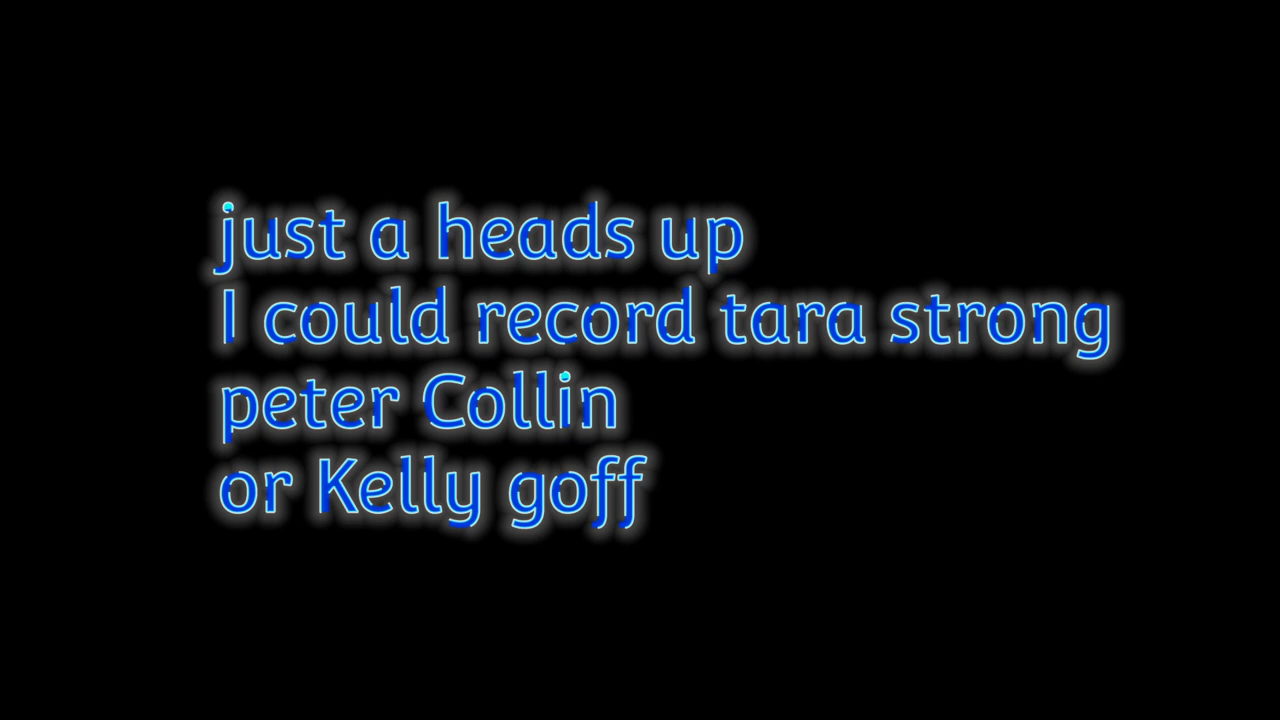 just a heads up
I could record tara strong
peter Collin
or Kelly goff